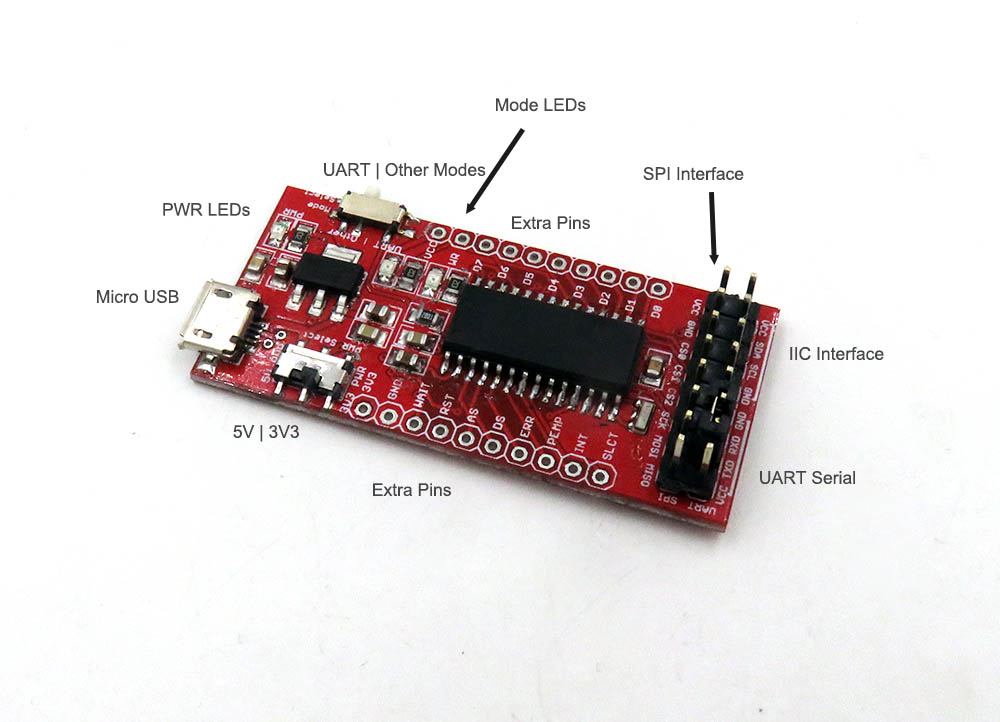 Mode LEDs
UART | Other Modes
SPI Interface
PWR LEDs
Extra Pins
Micro USB
IIC Interface
5V | 3V3
UART Serial
Extra Pins
PWR
Select
Mode
UART | Other
VCC
WR
D7
D6
D5
D4
D3
D2
D1
D0
PWR Select
PWR
3V3
3V3
GND
WAIT
RST
AS
DS
ERR
PEMP
INT
SLCT
VCC GND CS0 CS1 CS2 SCK MOSI MISO
SPI
VCC SDA SCL GND
GND RXD TXD VCC
UART